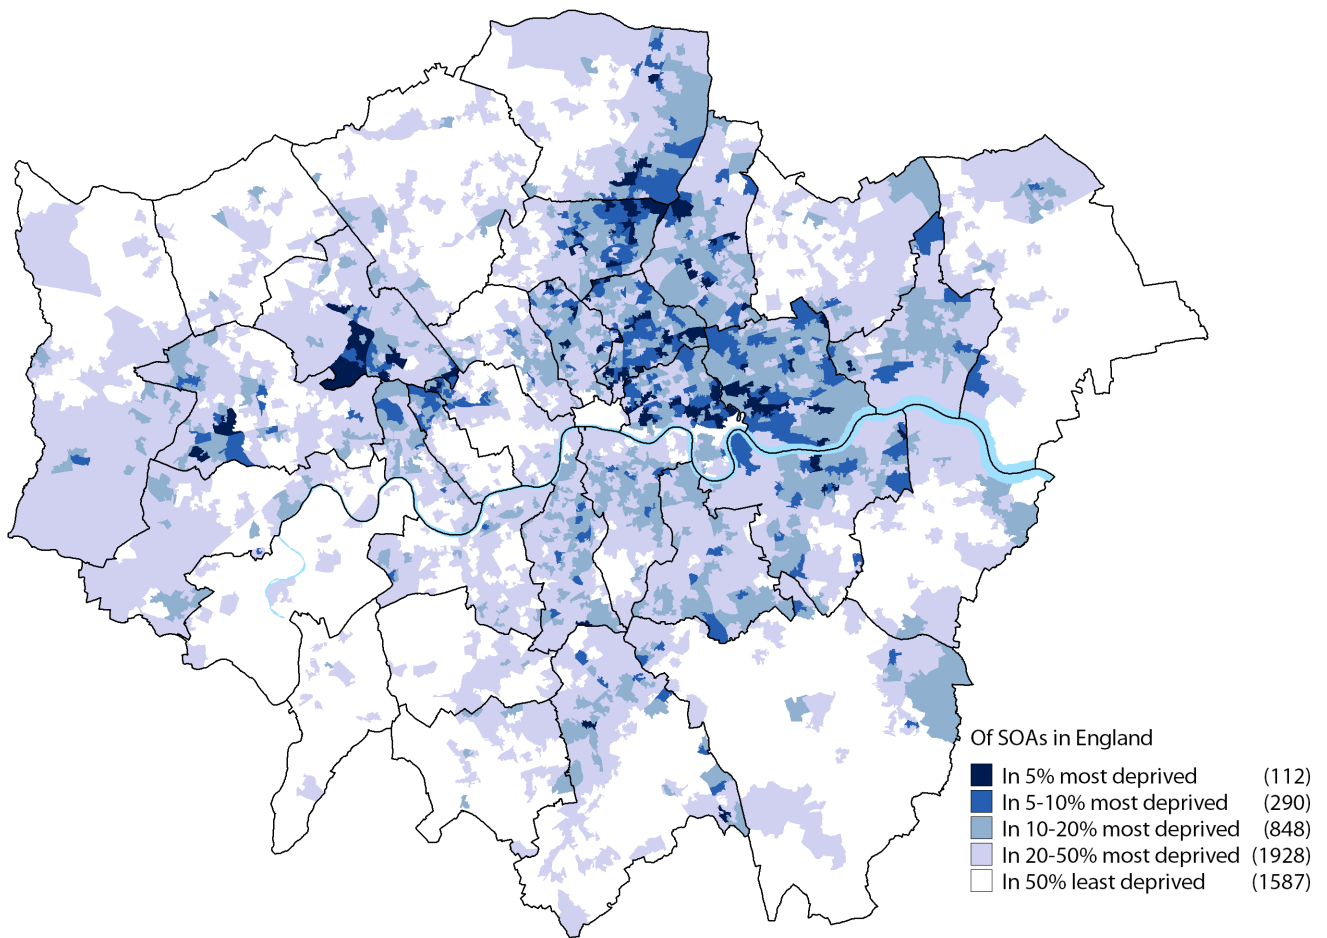 Of SOAs in England
In 5% most deprived (112)
In 5-10% most deprived (290)
In 10-20% most deprived (848)
In 20-50% most deprived (1928)
In 50% least deprived (1587)